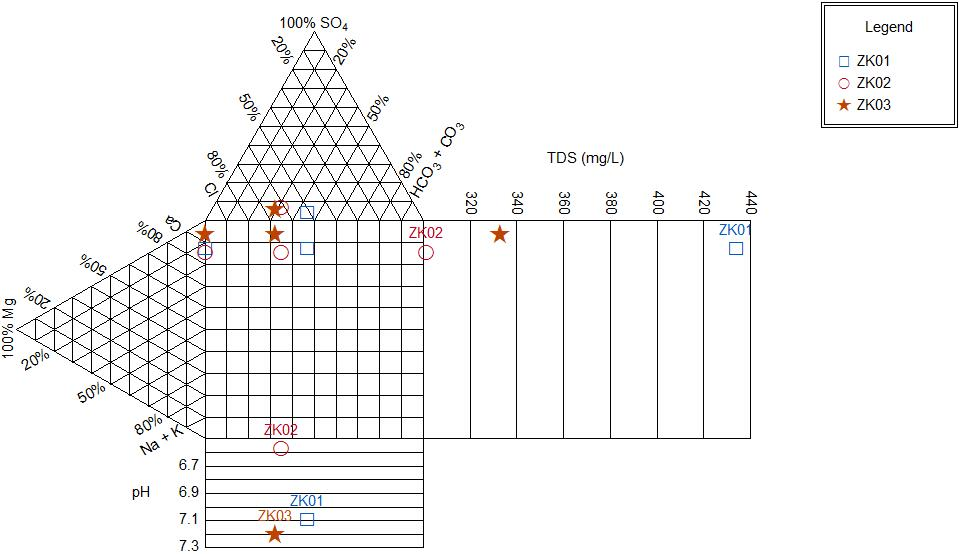 100% SO4
20%
20%
50%
50%
80%
80%
Cl
HCO3 + CO3
Legend
ZK01
ZK02
ZK03
TDS (mg/L)
320
340
360
380
400
420
440
ZK02
ZK01
Ca
80%
50%
20%
100% Mg
20%
50%
80%
Na + K
ZK02
6.7
pH
6.9
ZK01
7.1
ZK03
7.3